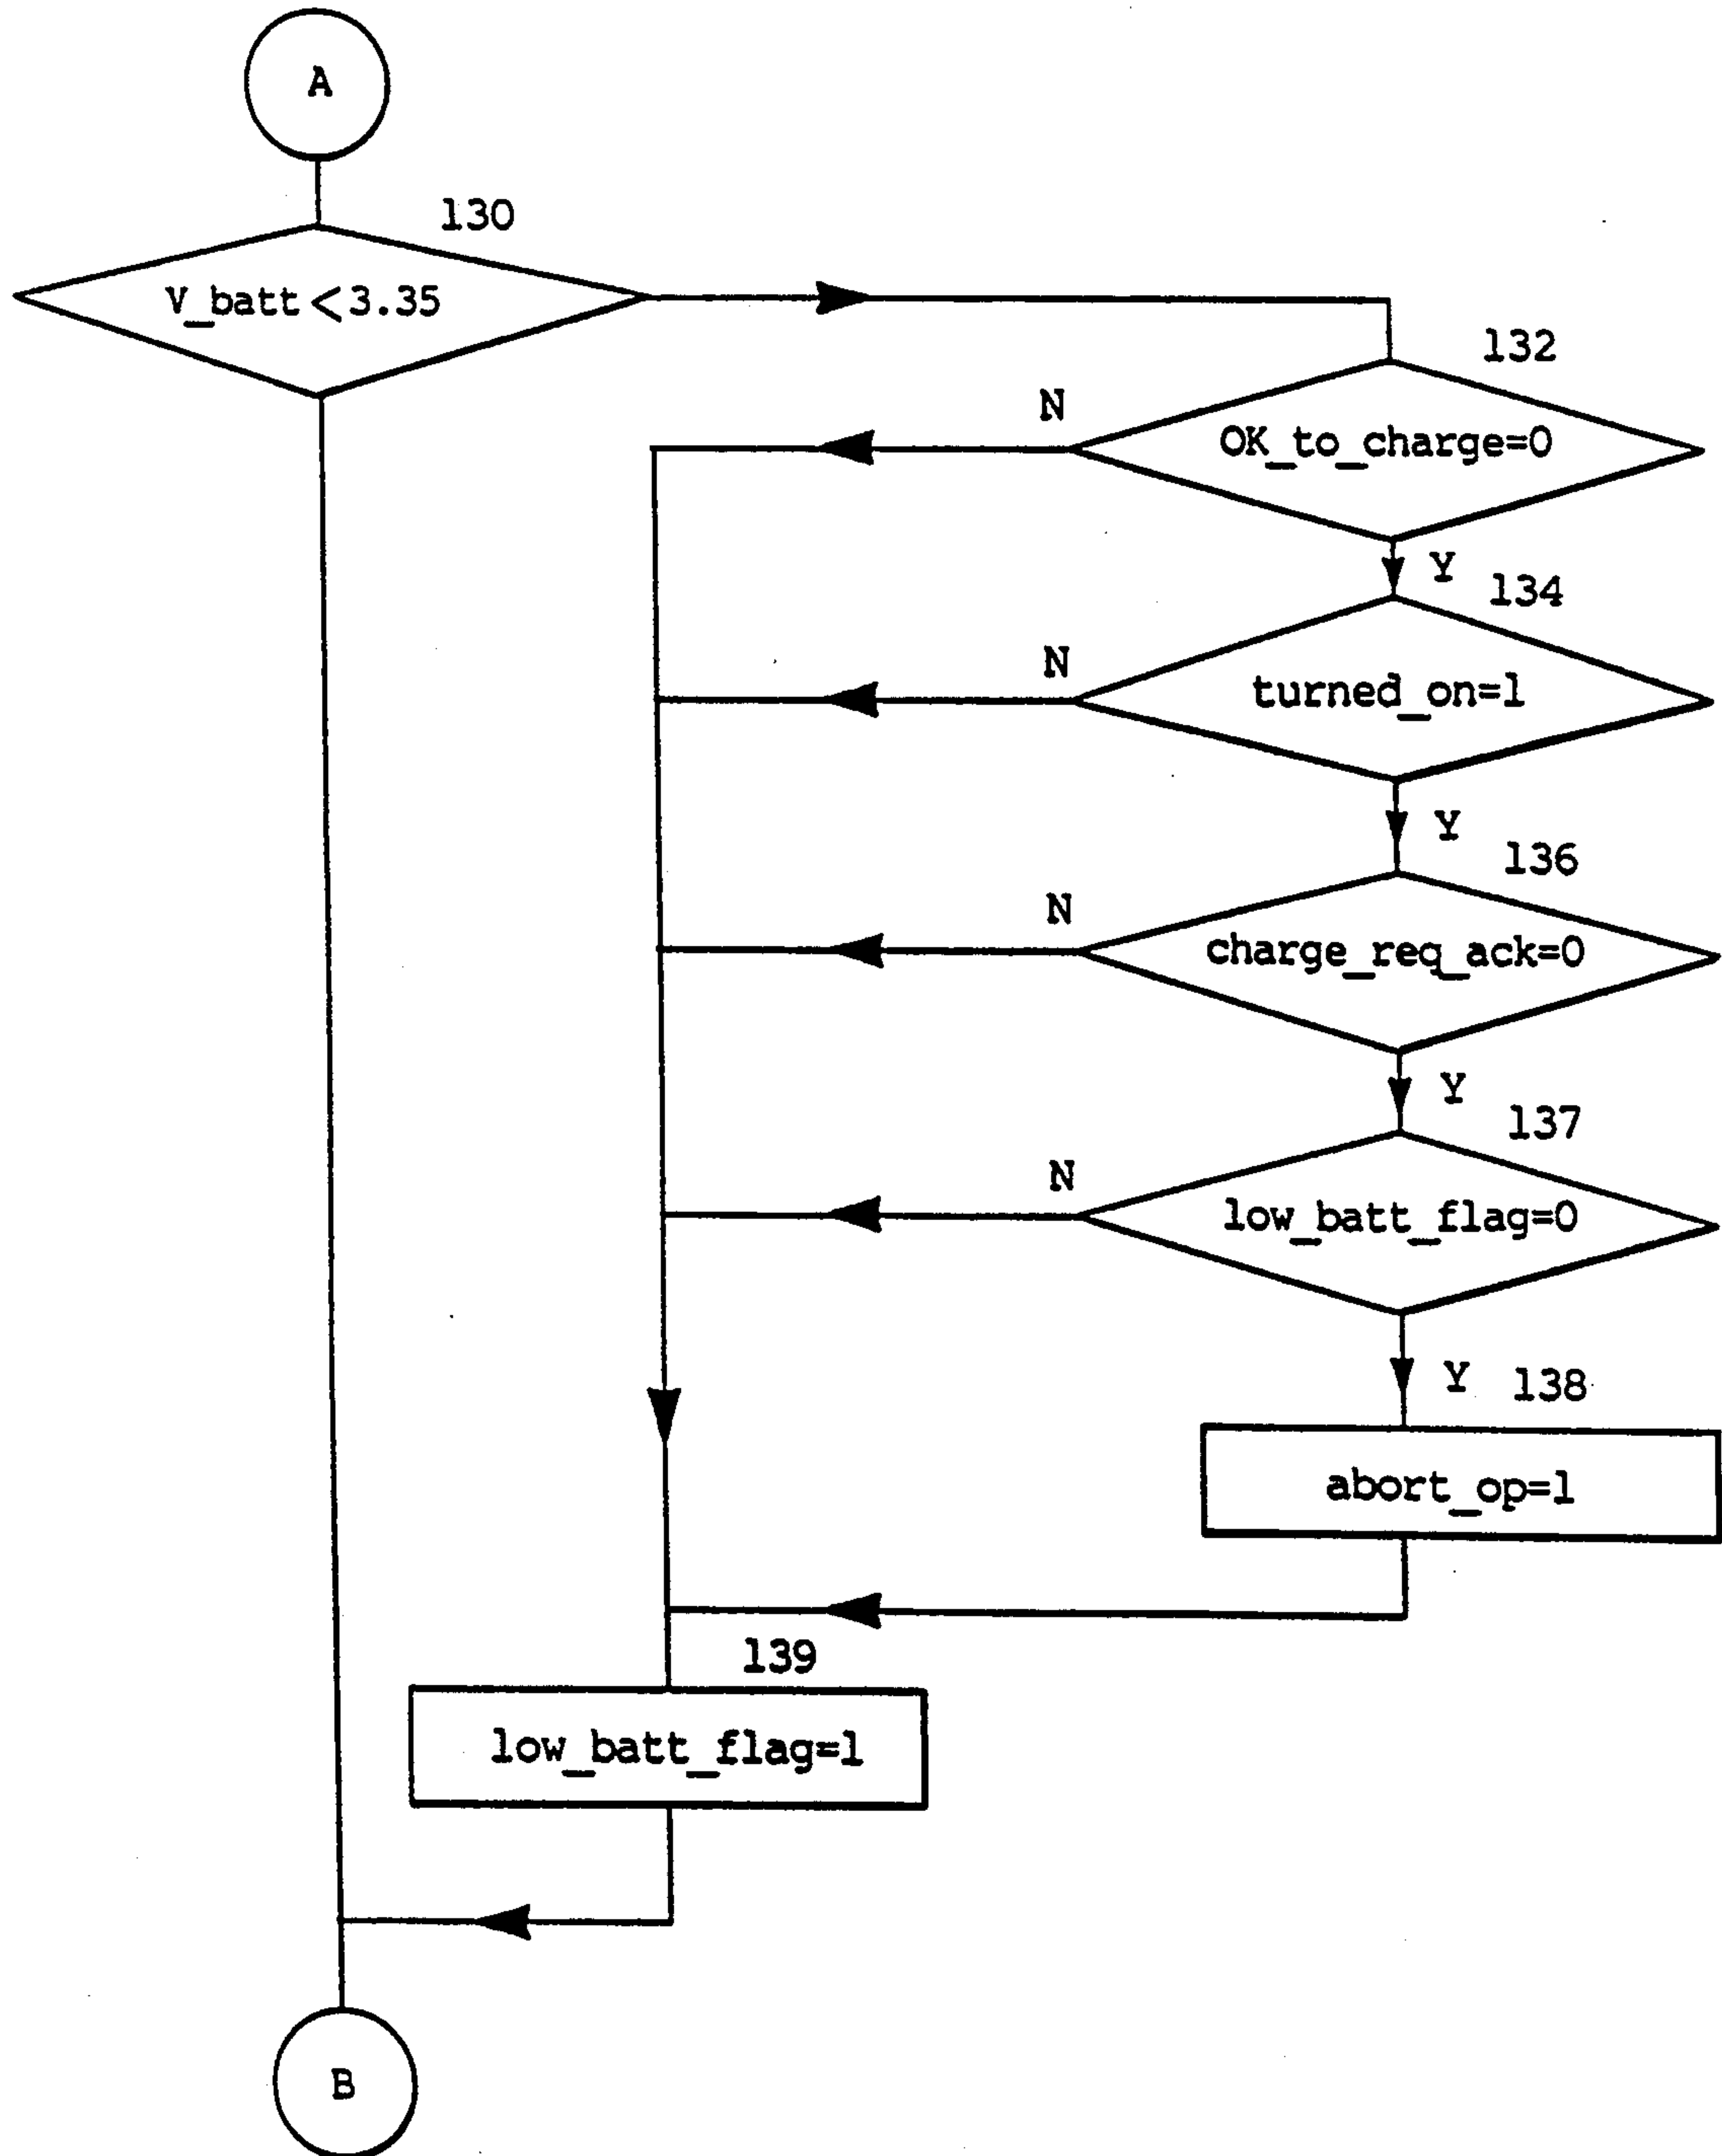 A
130
V_batt<3.35
132
N
OK_to_charge=0
Y
134
N
turned_on=1
Y
136
N
charge_req_ack=0
Y
137
N
low_batt_flag=0
Y
138
abort_op=1
139
low_batt_flag=1
B